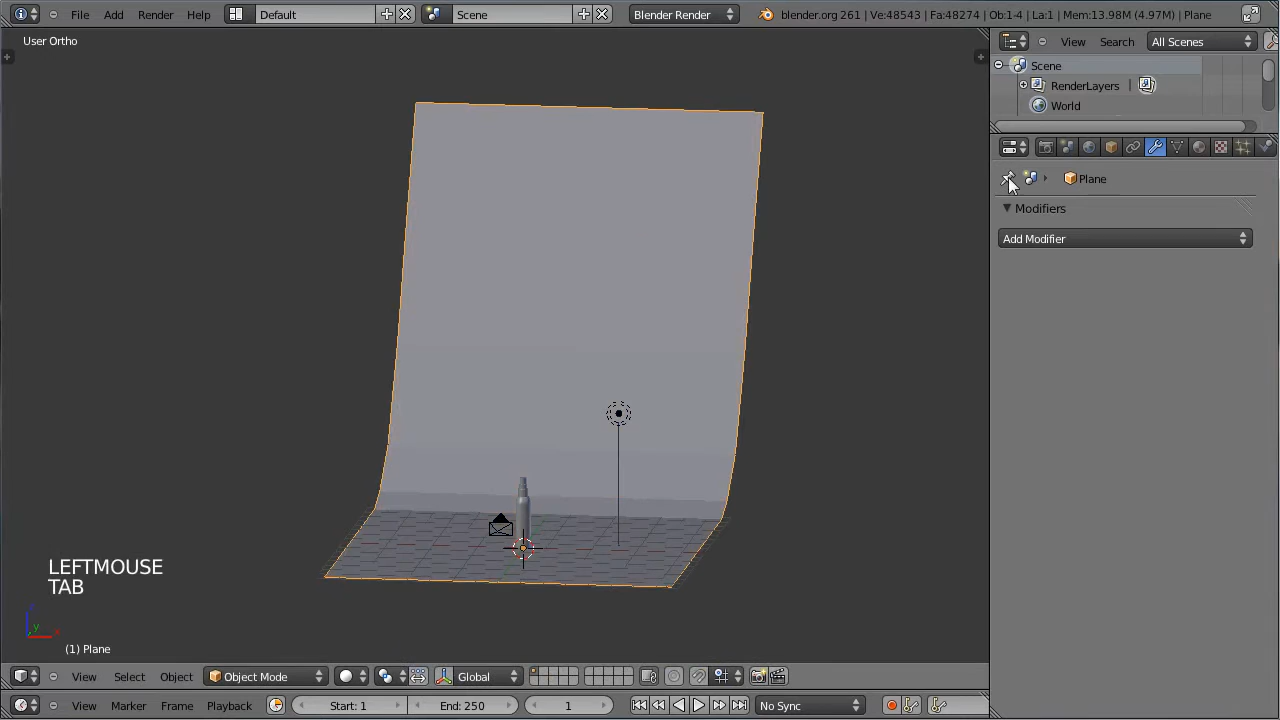 File Add Render Help Default Scene Blender Render blender.org 261 | Ve:48543 | Fa:48274 | Ob:1-4 | La:1 | Mem:13.98M (4.97M) | Plane
User Ortho
View Search All Scenes
Scene
RenderLayers |
World
Plane
Modifiers
Add Modifier
LEFTMOUSE
TAB
z
y x
(1) Plane
View Select Object Object Mode Global
View Marker Frame Playback Start: 1 End: 250 1 No Sync